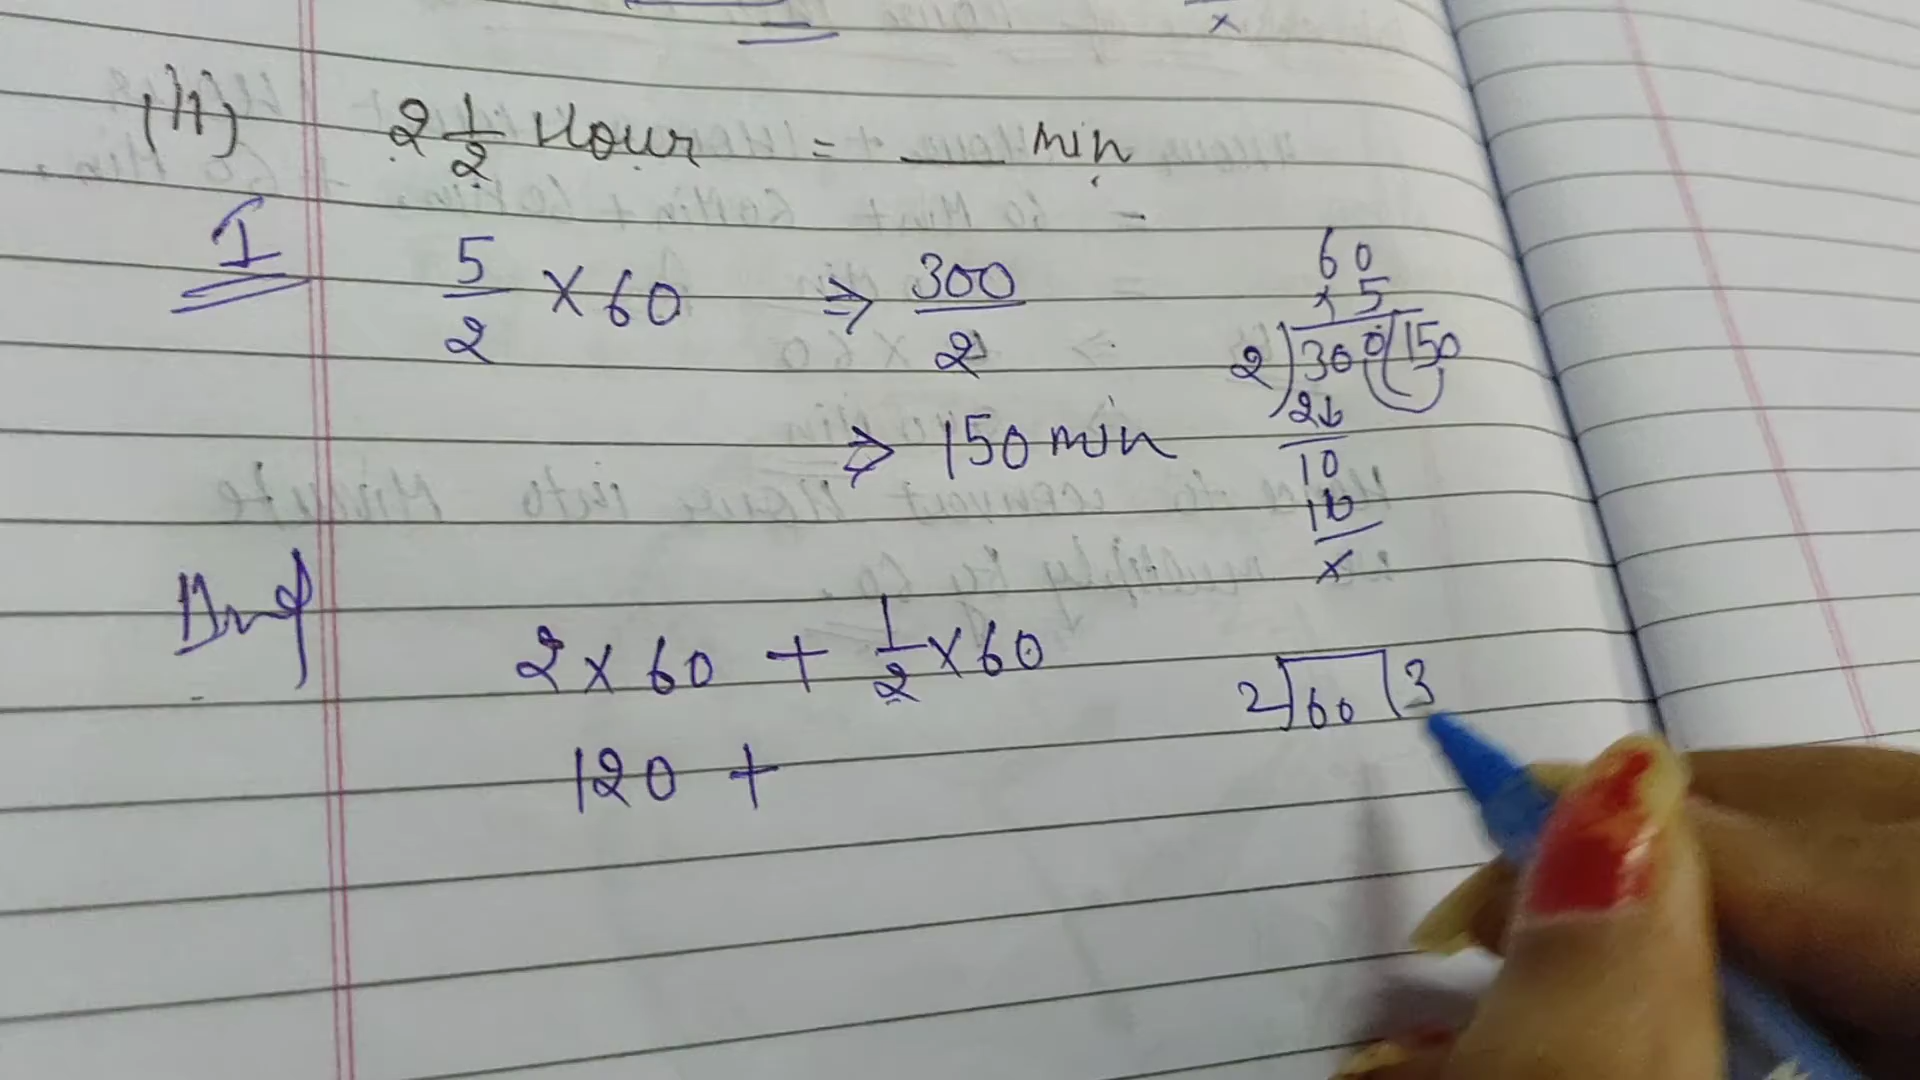 (ii) 2 1/2 Hour = ___ min
I 5/2 × 60 ⇒ 300/2
⇒ 150 min
60
× 5
2)300(150
20
10
10
×
2 × 60 + 1/2 × 60
120 +
2)60(3